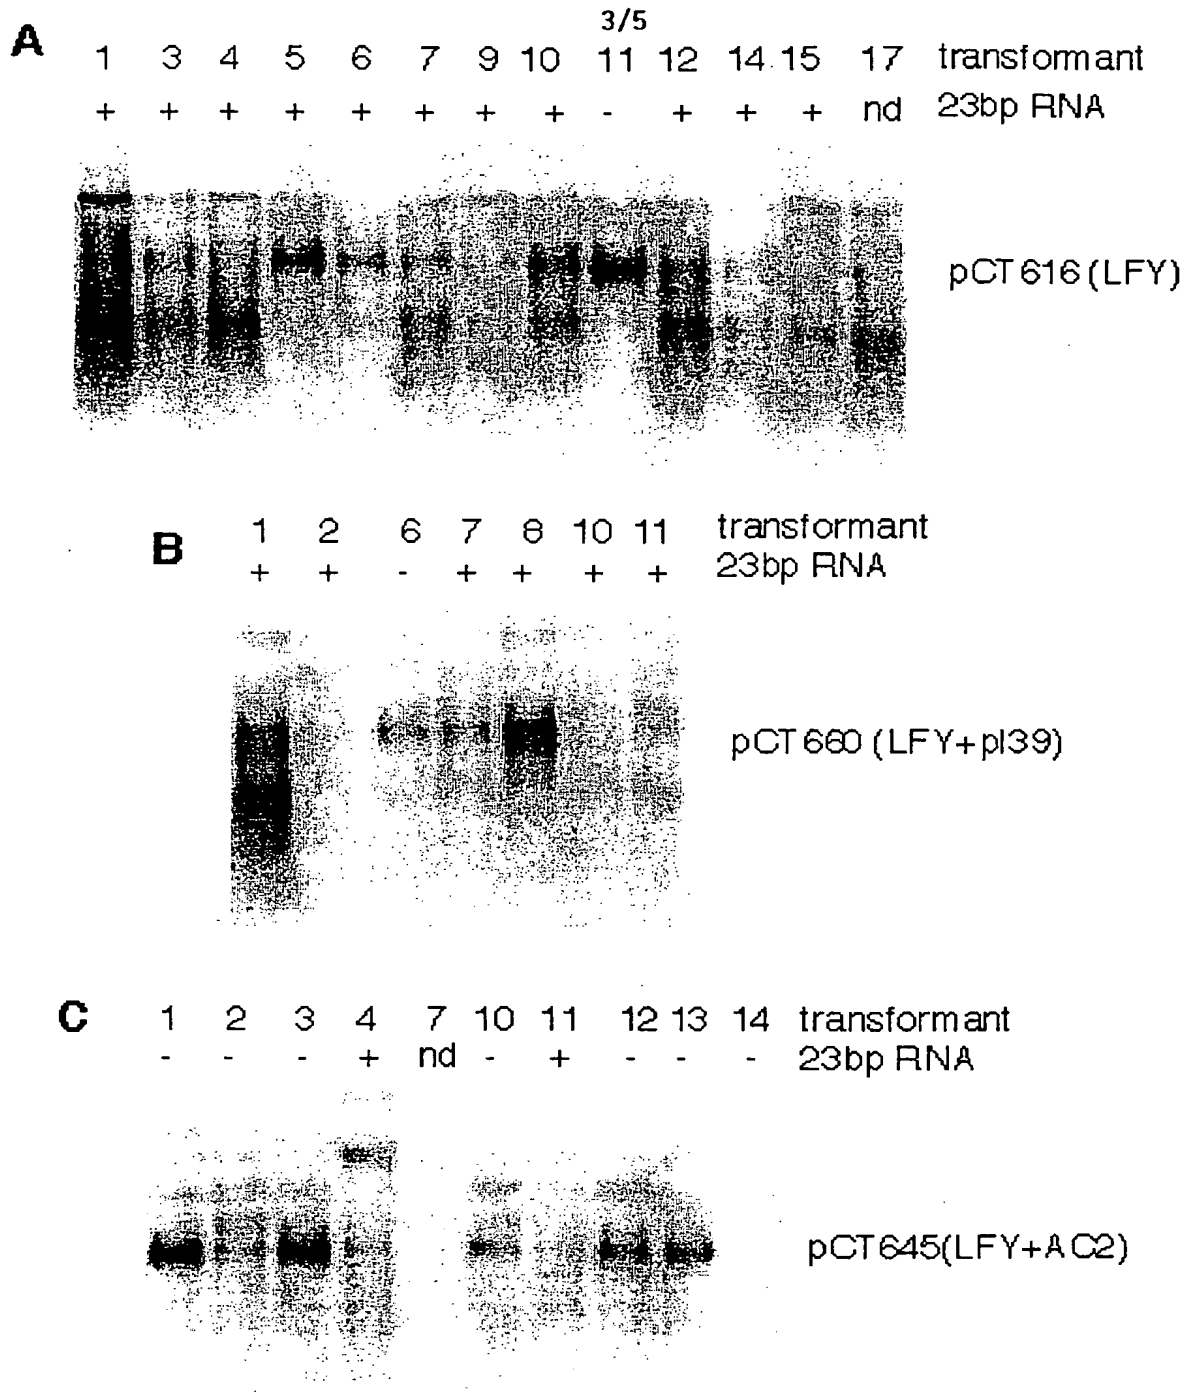 3/5
A
1 3 4 5 6 7 9 10 11 12 14 15 17 transformant
+ + + + + + + + - + + + nd 23bp RNA
pCT616 (LFY)
B
1 2 6 7 8 10 11 transformant
+ + - + + + + 23bp RNA
pCT660 (LFY+pI39)
C
1 2 3 4 7 10 11 12 13 14 transformant
- - - + nd - + - - - 23bp RNA
pCT645(LFY+AC2)